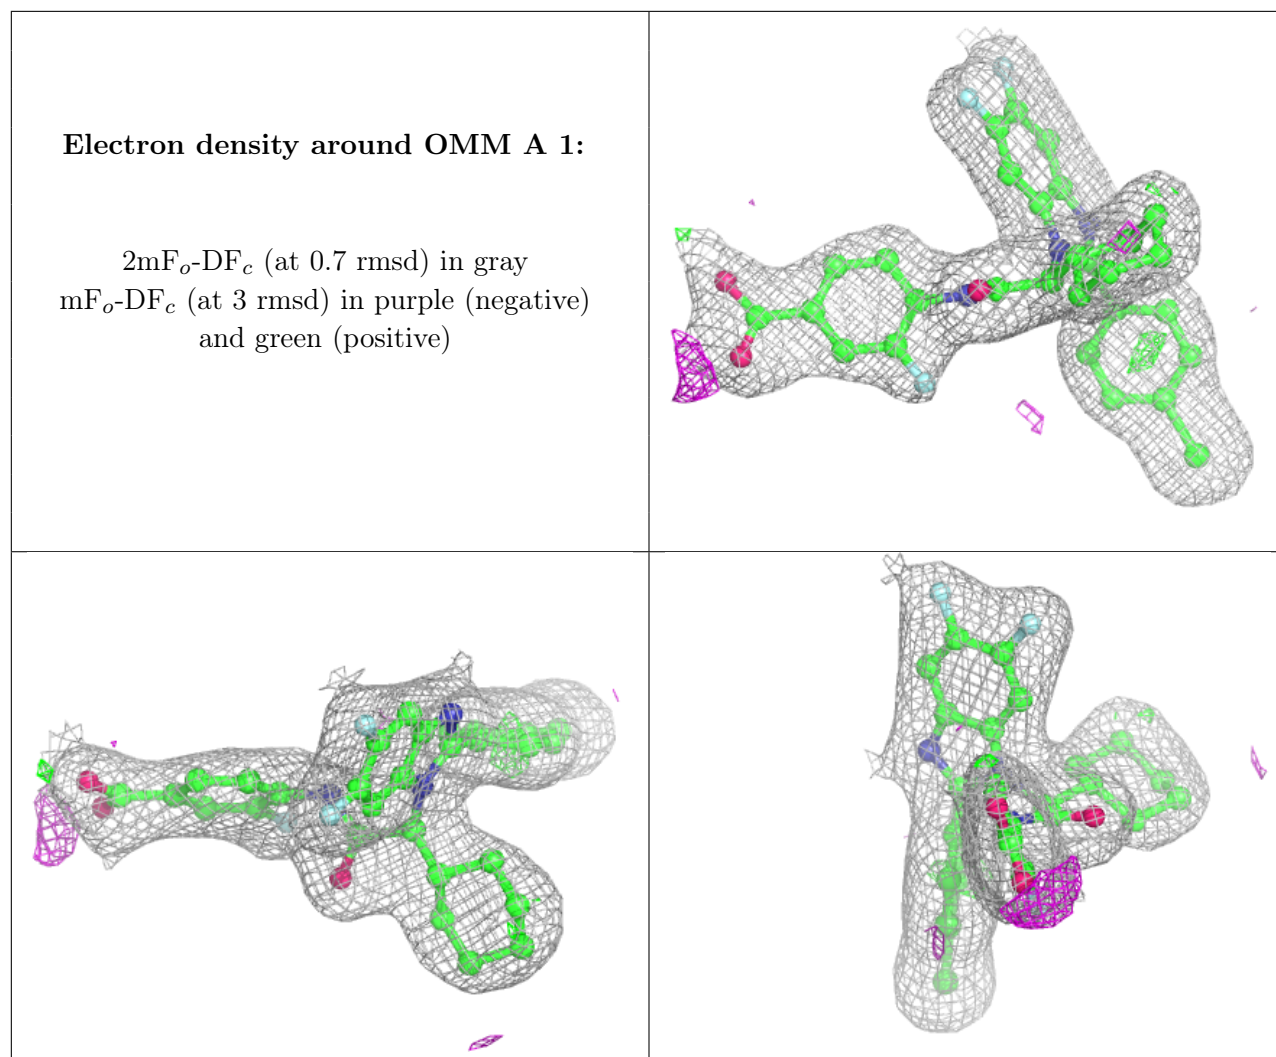 Electron density around OMM A 1:
2mFo-DFc (at 0.7 rmsd) in gray
mFo-DFc (at 3 rmsd) in purple (negative)
and green (positive)